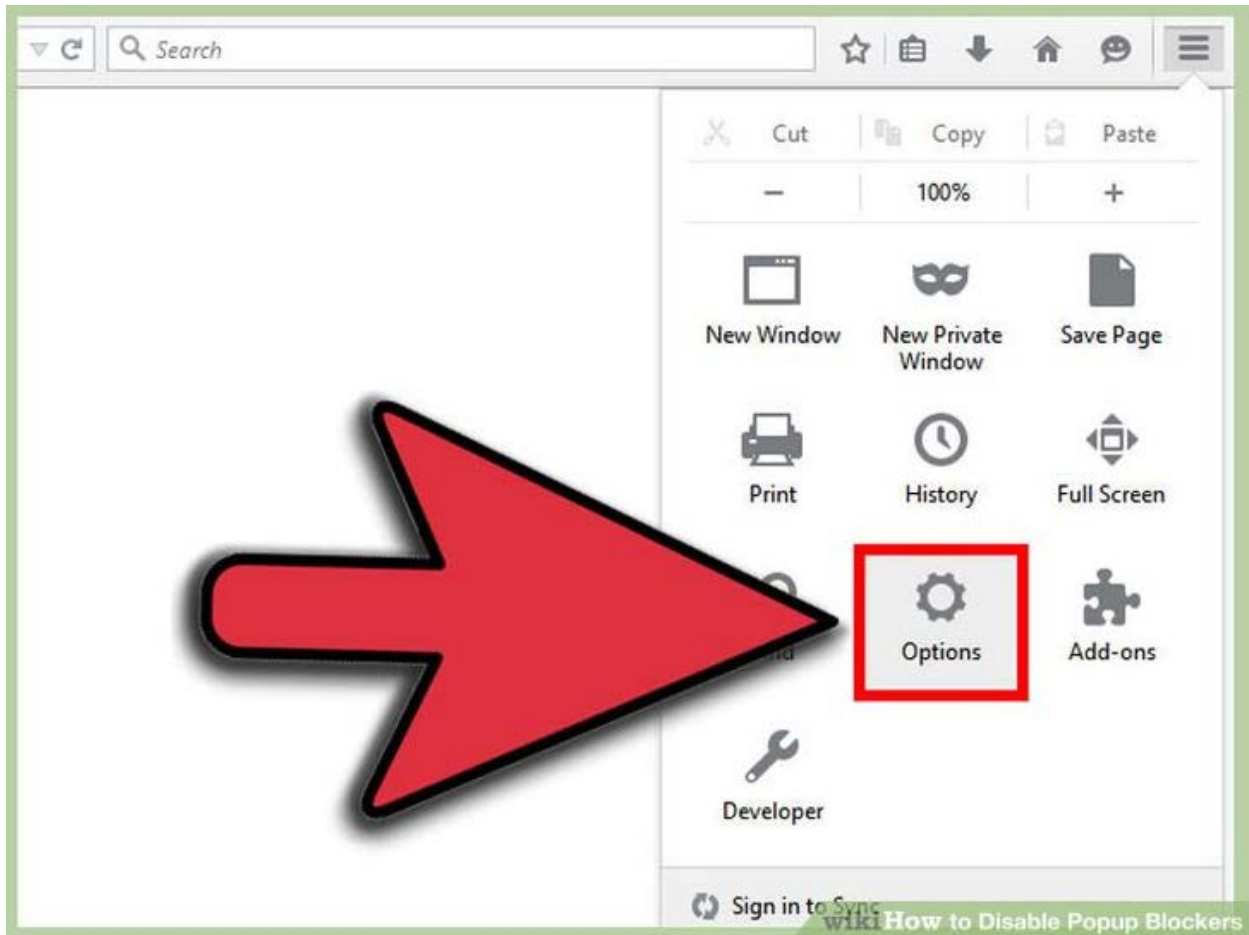 Search
Cut
Copy
Paste
100%
New Window
New Private
Window
Save Page
Print
History
Full Screen
Options
Add-ons
Developer
Sign in to Sync
wikiHow to Disable Popup Blockers